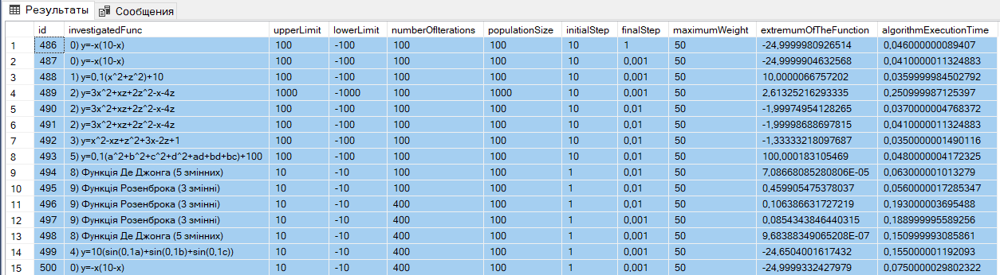 Результаты Сообщения
id investigatedFunc upperLimit lowerLimit numberOfIterations populationSize initialStep finalStep maximumWeight extremumOfTheFunction algorithmExecutionTime
1 486 0) y=-x(10-x) 100 -100 100 100 10 1 50 -24,9999980926514 0,046000000089407
2 487 0) y=-x(10-x) 100 -100 100 100 10 0,001 50 -24,9999904632568 0,0410000011324883
3 488 1) y=0,1(x^2+z^2)+10 100 -100 100 100 10 0,001 50 10,0000066757202 0,0359999984502792
4 489 2) y=3x^2+xz+2z^2-x-4z 1000 -1000 100 1000 10 0,001 50 2,61325216293335 0,250999987125397
5 490 2) y=3x^2+xz+2z^2-x-4z 100 -100 100 100 10 0,01 50 -1,99974954128265 0,0370000004768372
6 491 2) y=3x^2+xz+2z^2-x-4z 100 -100 100 100 10 0,01 50 -1,99998688697815 0,0410000011324883
7 492 3) y=x^2-xz+z^2+3x-2z+1 100 -100 100 100 10 0,01 50 -1,33333218097687 0,0350000001490116
8 493 5) y=0,1(a^2+b^2+c^2+d^2+ad+bd+bc)+100 100 -100 100 100 10 0,01 50 100,000183105469 0,0480000004172325
9 494 8) Функція Де Джонга (5 змінних) 10 -10 100 100 1 0,01 50 7,08668085280806E-05 0,063000001013279
10 495 9) Функція Розенброка (3 змінні) 10 -10 100 100 1 0,01 50 0,459905475378037 0,0560000017285347
11 496 9) Функція Розенброка (3 змінні) 10 -10 400 100 1 0,01 50 0,106386631727219 0,193000003695488
12 497 9) Функція Розенброка (3 змінні) 10 -10 400 100 1 0,001 50 0,0854343846440315 0,188999995589256
13 498 8) Функція Де Джонга (5 змінних) 10 -10 400 100 1 0,001 50 9,68388349065208E-07 0,150999993085861
14 499 4) y=10(sin(0,1a)+sin(0,1b)+sin(0,1c)) 10 -10 400 100 1 0,001 50 -24,6504001617432 0,155000001192093
15 500 0) y=-x(10-x) 10 -10 400 100 1 0,001 50 -24,9999332427979 0,0750000029802322